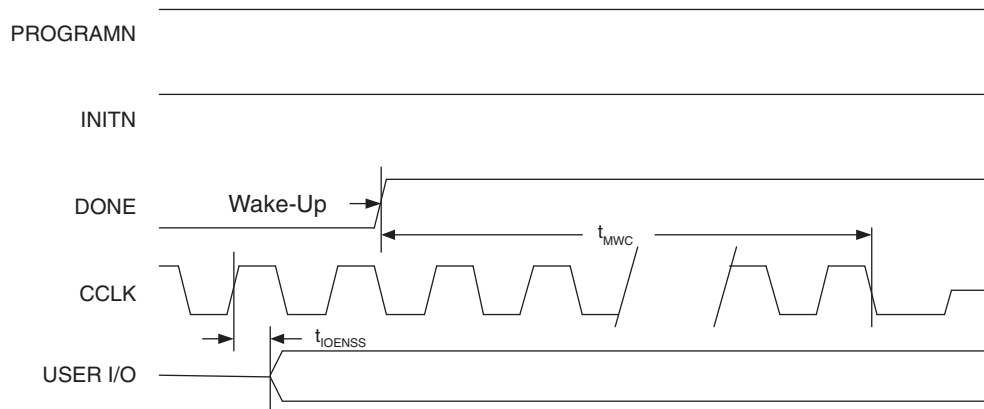 PROGRAMN
INITN
DONE
Wake-Up
tMWC
CCLK
tIOENSS
USER I/O